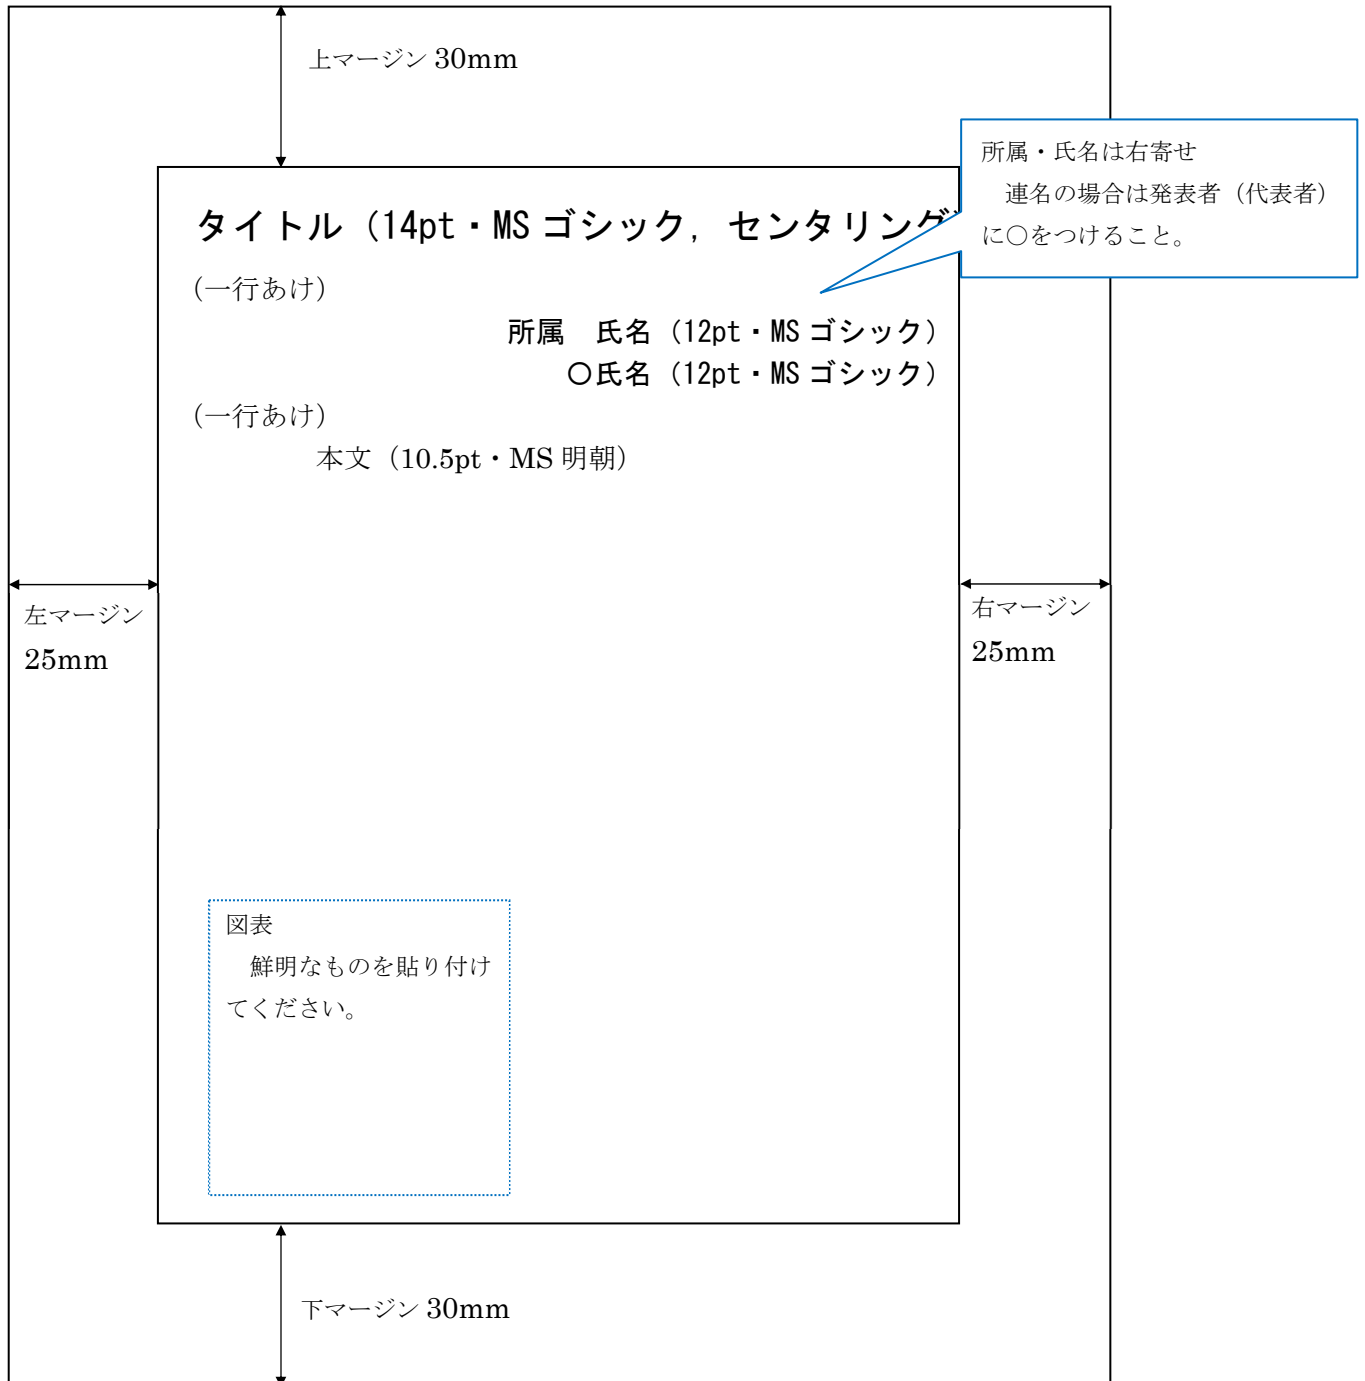 上マージン 30mm
所属・氏名は右寄せ
　連名の場合は発表者（代表者）
に○をつけること。
タイトル（14pt・MS ゴシック，センタリング
（一行あけ）
所属　氏名（12pt・MS ゴシック）
○氏名（12pt・MS ゴシック）
（一行あけ）
本文（10.5pt・MS 明朝）
左マージン
25mm
右マージン
25mm
図表
　鮮明なものを貼り付け
てください。
下マージン 30mm